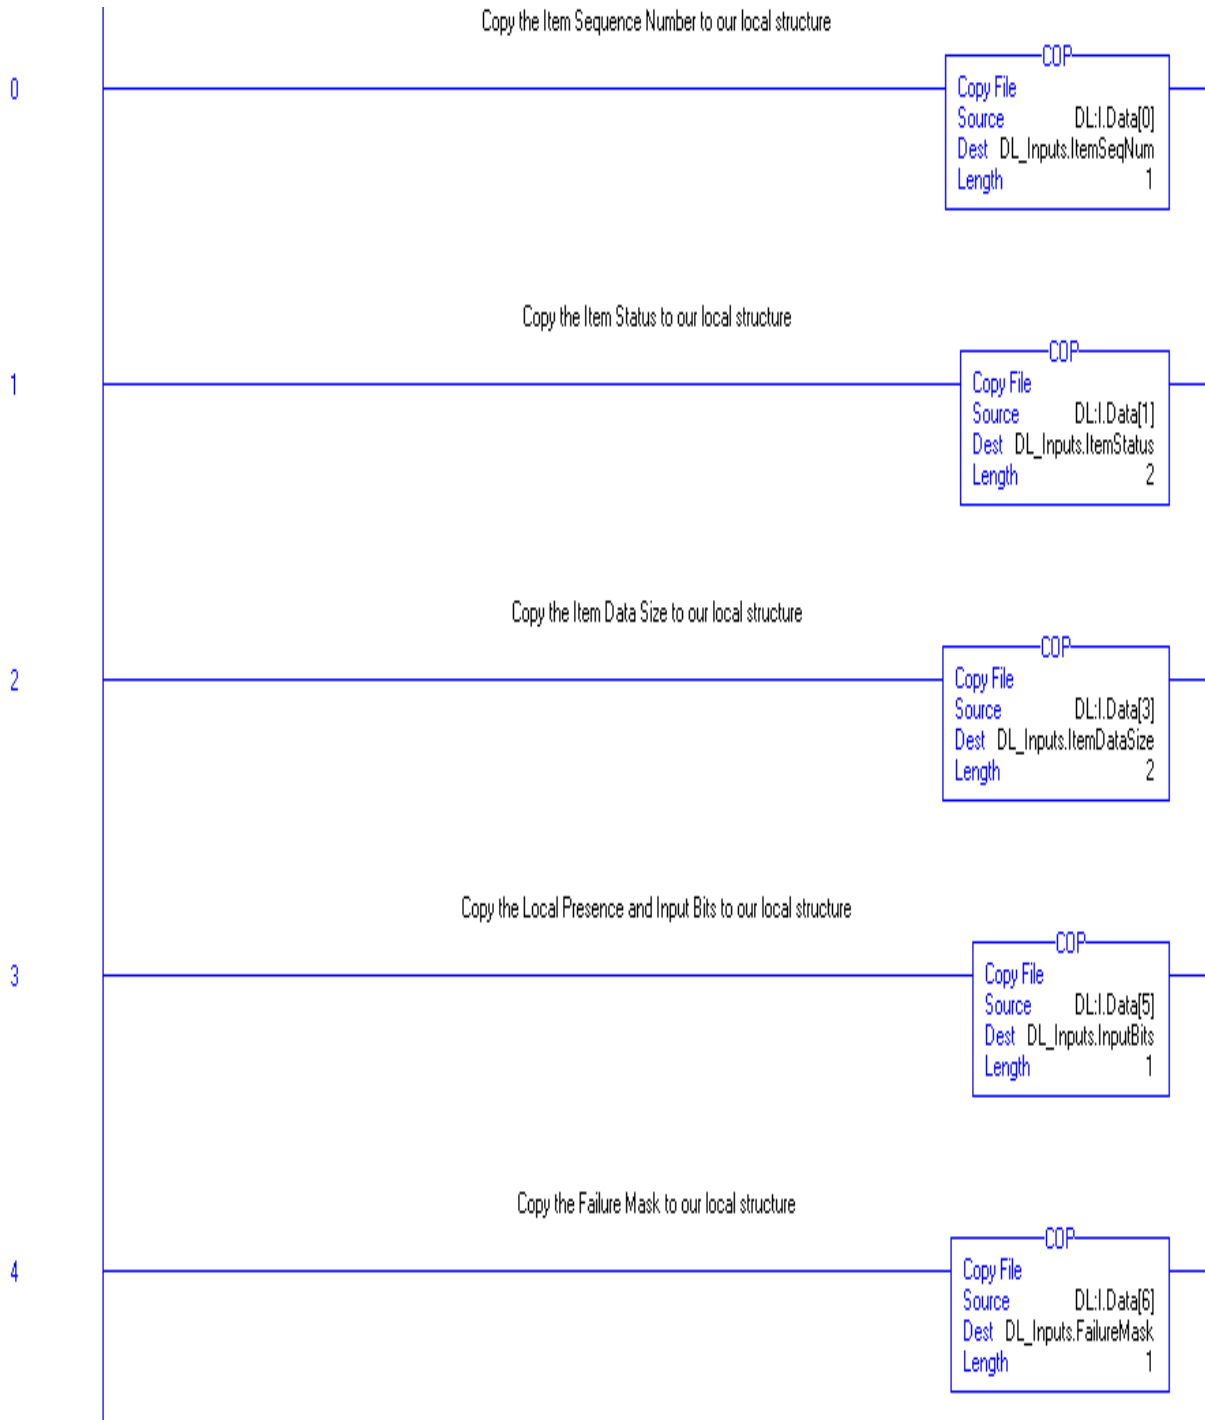 Copy the Item Sequence Number to our local structure
0
COP
Copy File
Source DL:I.Data[0]
Dest DL_Inputs.ItemSeqNum
Length 1
Copy the Item Status to our local structure
1
COP
Copy File
Source DL:I.Data[1]
Dest DL_Inputs.ItemStatus
Length 2
Copy the Item Data Size to our local structure
2
COP
Copy File
Source DL:I.Data[3]
Dest DL_Inputs.ItemDataSize
Length 2
Copy the Local Presence and Input Bits to our local structure
3
COP
Copy File
Source DL:I.Data[5]
Dest DL_Inputs.InputBits
Length 1
Copy the Failure Mask to our local structure
4
COP
Copy File
Source DL:I.Data[6]
Dest DL_Inputs.FailureMask
Length 1